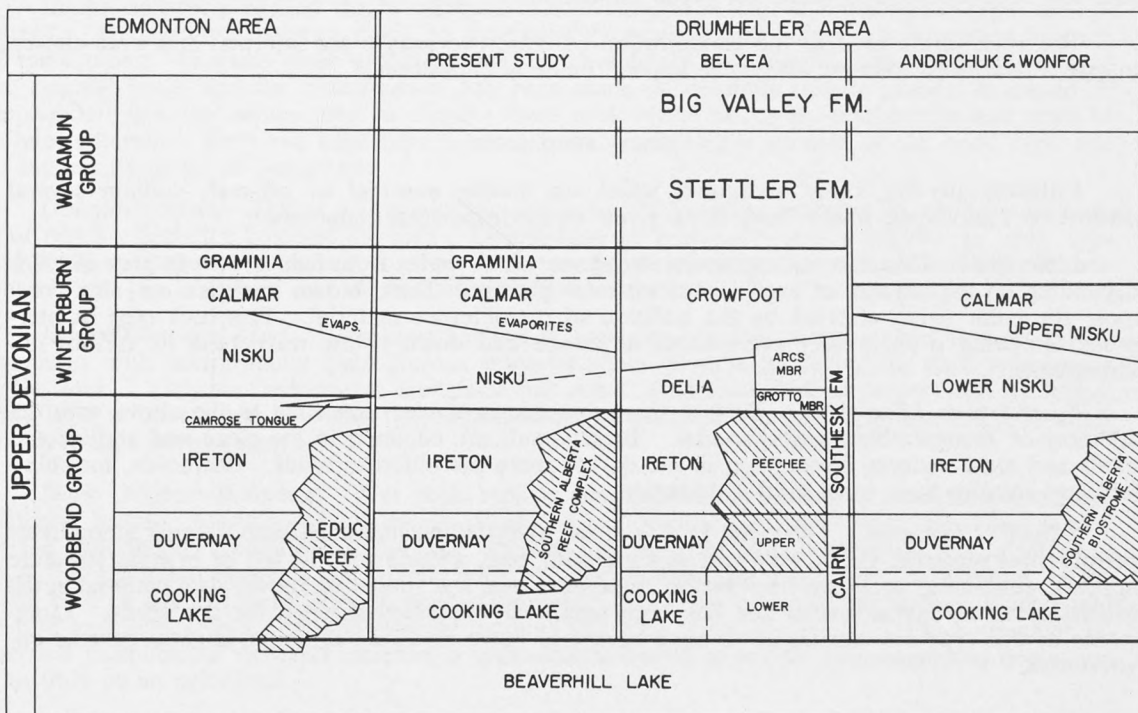 EDMONTON AREA
DRUMHELLER AREA
PRESENT STUDY
BELYEA
ANDRICHUK & WONFOR
UPPER DEVONIAN
WABAMUN
GROUP
BIG VALLEY FM.
STETTLER FM.
WINTERBURN
GROUP
GRAMINIA
CALMAR
EVAPS.
NISKU
GRAMINIA
CALMAR
EVAPORITES
NISKU
CROWFOOT
DELIA
ARCS
MBR
GROTTO MBR
CALMAR
UPPER NISKU
LOWER NISKU
WOODBEND GROUP
CAMROSE TONGUE
IRETON
DUVERNAY
LEDUC
REEF
COOKING
LAKE
IRETON
DUVERNAY
SOUTHERN ALBERTA
REEF COMPLEX
COOKING LAKE
IRETON
PEECHEE
DUVERNAY
UPPER
COOKING
LAKE
LOWER
CAIRN
SOUTHESK FM
IRETON
DUVERNAY
SOUTHERN ALBERTA
BIOSTROME
COOKING LAKE
BEAVERHILL LAKE